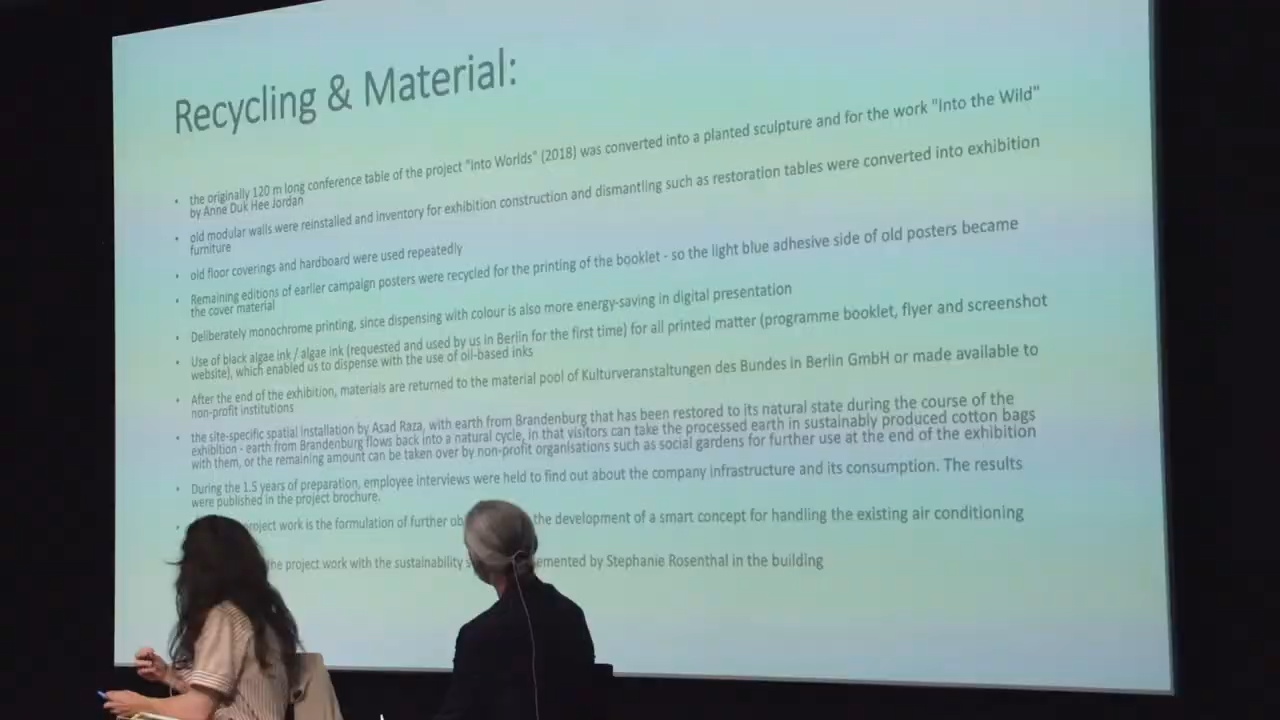 Recycling & Material:
• the originally 120 m long conference table of the project "Into Worlds" (2018) was converted into a planted sculpture and for the work "Into the Wild"
by Anne Duk Hee Jordan
• old modular walls were reinstalled and inventory for exhibition construction and dismantling such as restoration tables were converted into exhibition
furniture
• old floor coverings and hardboard were used repeatedly
• Remaining editions of earlier campaign posters were recycled for the printing of the booklet - so the light blue adhesive side of old posters became
the cover material
• Deliberately monochrome printing, since dispensing with colour is also more energy-saving in digital presentation
• Use of black algae ink / algae ink (requested and used by us in Berlin for the first time) for all printed matter (programme booklet, flyer and screenshot
website), which enabled us to dispense with the use of oil-based inks
• After the end of the exhibition, materials are returned to the material pool of Kulturveranstaltungen des Bundes in Berlin GmbH or made available to
non-profit institutions
• the site-specific spatial installation by Asad Raza, with earth from Brandenburg that has been restored to its natural state during the course of the
exhibition - earth from Brandenburg flows back into a natural cycle, in that visitors can take the processed earth in sustainably produced cotton bags
with them, or the remaining amount can be taken over by non-profit organisations such as social gardens for further use at the end of the exhibition
• During the 1.5 years of preparation, employee interviews were held to find out about the company infrastructure and its consumption. The results
were published in the project brochure.
• project work is the formulation of further the development of a smart concept for handling the existing air conditioning
the project work with the sustainability by Stephanie Rosenthal in the building